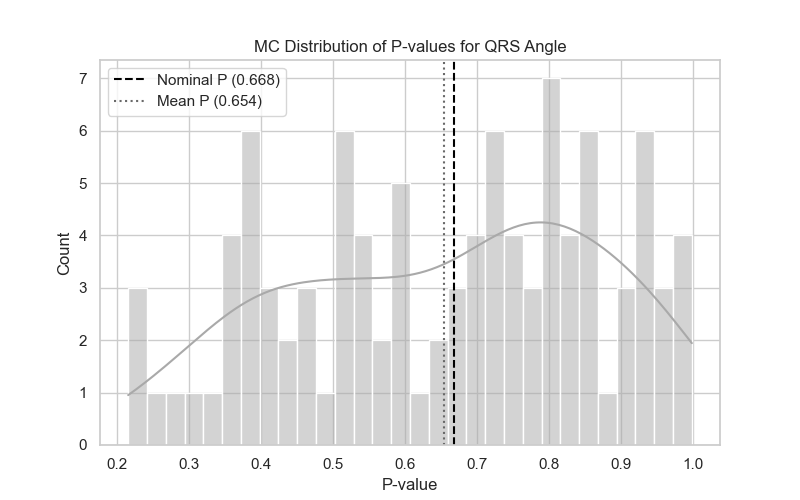 MC Distribution of P-values for QRS Angle
Nominal P (0.668)
Mean P (0.654)
Count
7
6
5
4
3
2
1
0
0.2 0.3 0.4 0.5 0.6 0.7 0.8 0.9 1.0
P-value